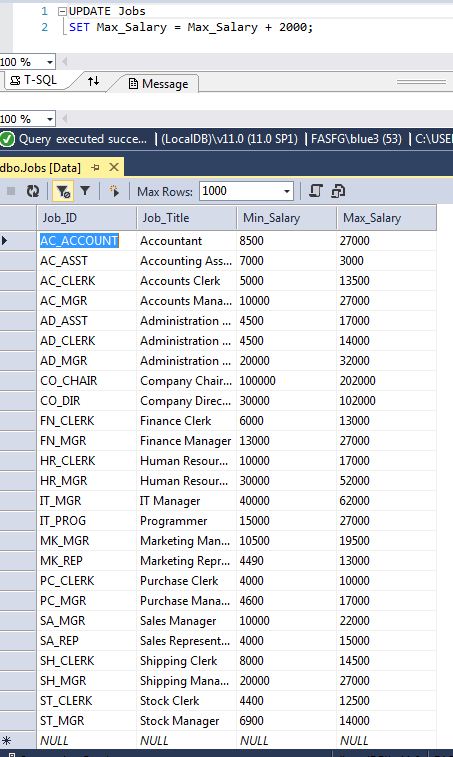 1 UPDATE Jobs
2 SET Max_Salary = Max_Salary + 2000;
100 %
T-SQL Message
100 %
Query executed succe... (LocalDB)\v11.0 (11.0 SP1) FASFG\blue3 (53) C:\USE
dbo.Jobs [Data]
Max Rows: 1000
Job_ID Job_Title Min_Salary Max_Salary
AC_ACCOUNT Accountant 8500 27000
AC_ASST Accounting Ass... 7000 3000
AC_CLERK Accounts Clerk 5000 13500
AC_MGR Accounts Mana... 10000 27000
AD_ASST Administration ... 4500 17000
AD_CLERK Administration ... 4500 14000
AD_MGR Administration ... 20000 32000
CO_CHAIR Company Chair... 100000 202000
CO_DIR Company Direc... 30000 102000
FN_CLERK Finance Clerk 6000 13000
FN_MGR Finance Manager 13000 27000
HR_CLERK Human Resour... 10000 17000
HR_MGR Human Resour... 30000 52000
IT_MGR IT Manager 40000 62000
IT_PROG Programmer 15000 27000
MK_MGR Marketing Man... 10500 19500
MK_REP Marketing Repr... 4490 13000
PC_CLERK Purchase Clerk 4000 10000
PC_MGR Purchase Mana... 4600 17000
SA_MGR Sales Manager 10000 22000
SA_REP Sales Represent... 4000 15000
SH_CLERK Shipping Clerk 8000 14500
SH_MGR Shipping Mana... 20000 27000
ST_CLERK Stock Clerk 4400 12500
ST_MGR Stock Manager 6900 14000
NULL NULL NULL NULL